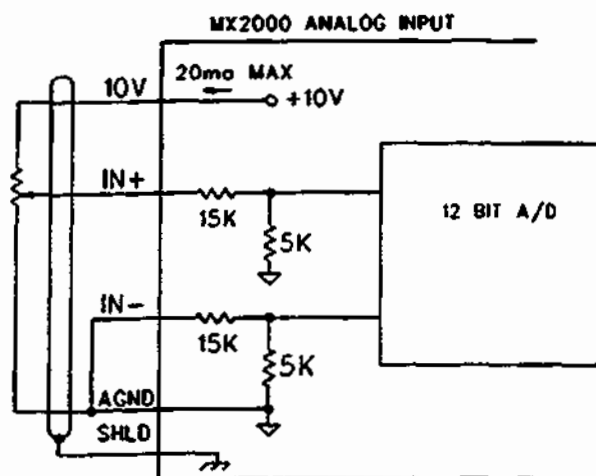 MX2000 ANALOG INPUT
20ma MAX
10V
+10V
IN+
15K
5K
12 BIT A/D
IN-
15K
5K
AGND
SHLD